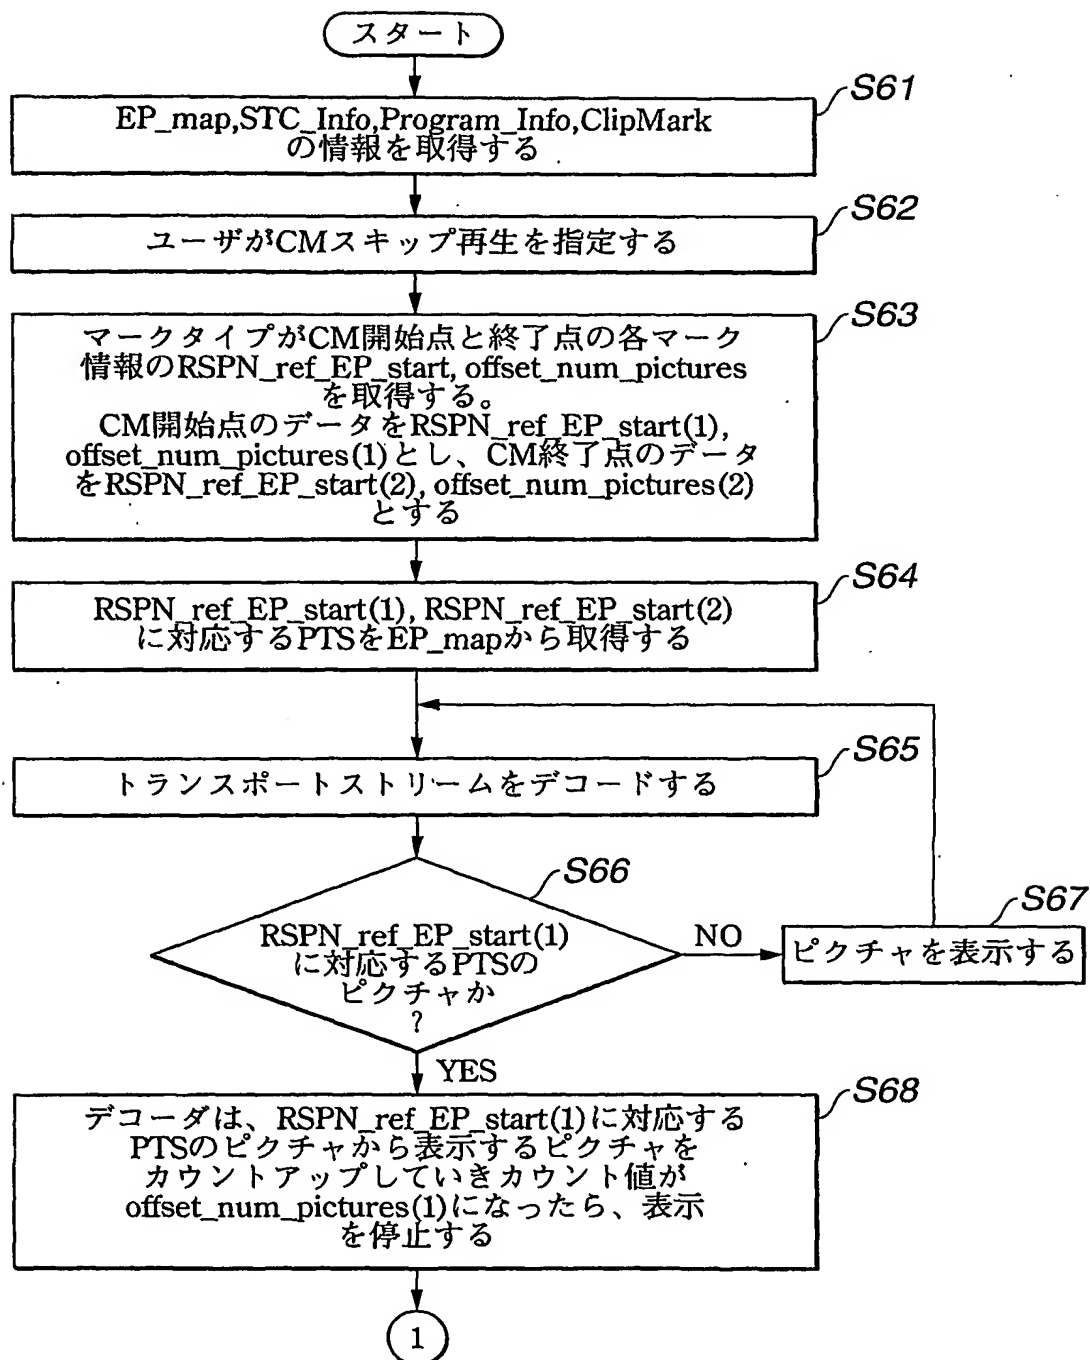 スタート
S61
EP_map,STC_Info,Program_Info,ClipMark
の情報を取得する
S62
ユーザがCMスキップ再生を指定する
S63
マークタイプがCM開始点と終了点の各マーク
情報のRSPN_ref_EP_start, offset_num_pictures
を取得する。
CM開始点のデータをRSPN_ref_EP_start(1),
offset_num_pictures(1)とし、CM終了点のデータ
をRSPN_ref_EP_start(2), offset_num_pictures(2)
とする
S64
RSPN_ref_EP_start(1), RSPN_ref_EP_start(2)
に対応するPTSをEP_mapから取得する
S65
トランスポートストリームをデコードする
S66
RSPN_ref_EP_start(1)
に対応するPTSの
ピクチャか
?
NO
S67
ピクチャを表示する
YES
S68
デコーダは、RSPN_ref_EP_start(1)に対応する
PTSのピクチャから表示するピクチャを
カウントアップしていきカウント値が
offset_num_pictures(1)になったら、表示
を停止する
1